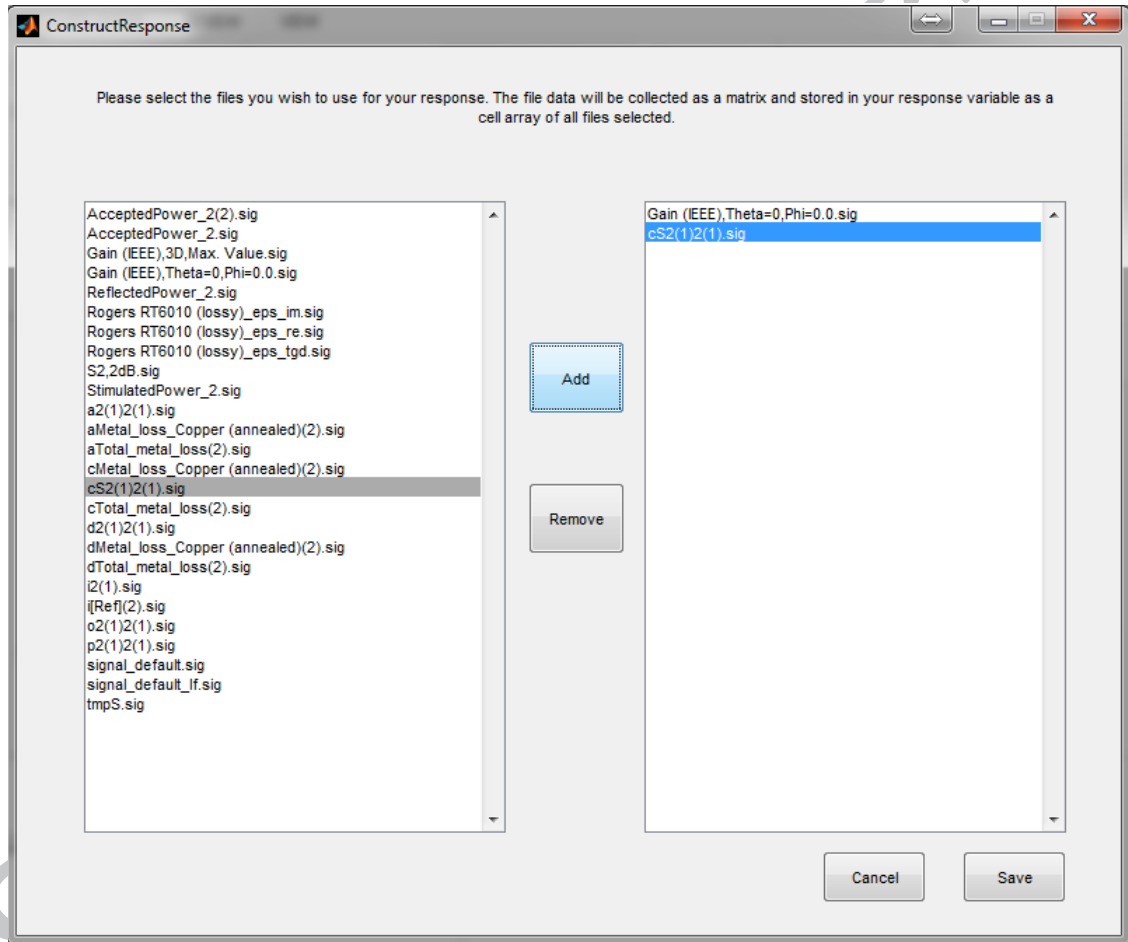 ConstructResponse
Please select the files you wish to use for your response. The file data will be collected as a matrix and stored in your response variable as a
cell array of all files selected.
AcceptedPower_2(2).sig
AcceptedPower_2.sig
Gain (IEEE),3D,Max. Value.sig
Gain (IEEE),Theta=0,Phi=0.0.sig
ReflectedPower_2.sig
Rogers RT6010 (lossy)_eps_im.sig
Rogers RT6010 (lossy)_eps_re.sig
Rogers RT6010 (lossy)_eps_tgd.sig
S2,2dB.sig
StimulatedPower_2.sig
a2(1)2(1).sig
aMetal_loss_Copper (annealed)(2).sig
aTotal_metal_loss(2).sig
cMetal_loss_Copper (annealed)(2).sig
cS2(1)2(1).sig
cTotal_metal_loss(2).sig
d2(1)2(1).sig
dMetal_loss_Copper (annealed)(2).sig
dTotal_metal_loss(2).sig
i2(1).sig
i[Ref](2).sig
o2(1)2(1).sig
p2(1)2(1).sig
signal_default.sig
signal_default_lf.sig
tmpS.sig
Add
Remove
Gain (IEEE),Theta=0,Phi=0.0.sig
cS2(1)2(1).sig
Cancel
Save